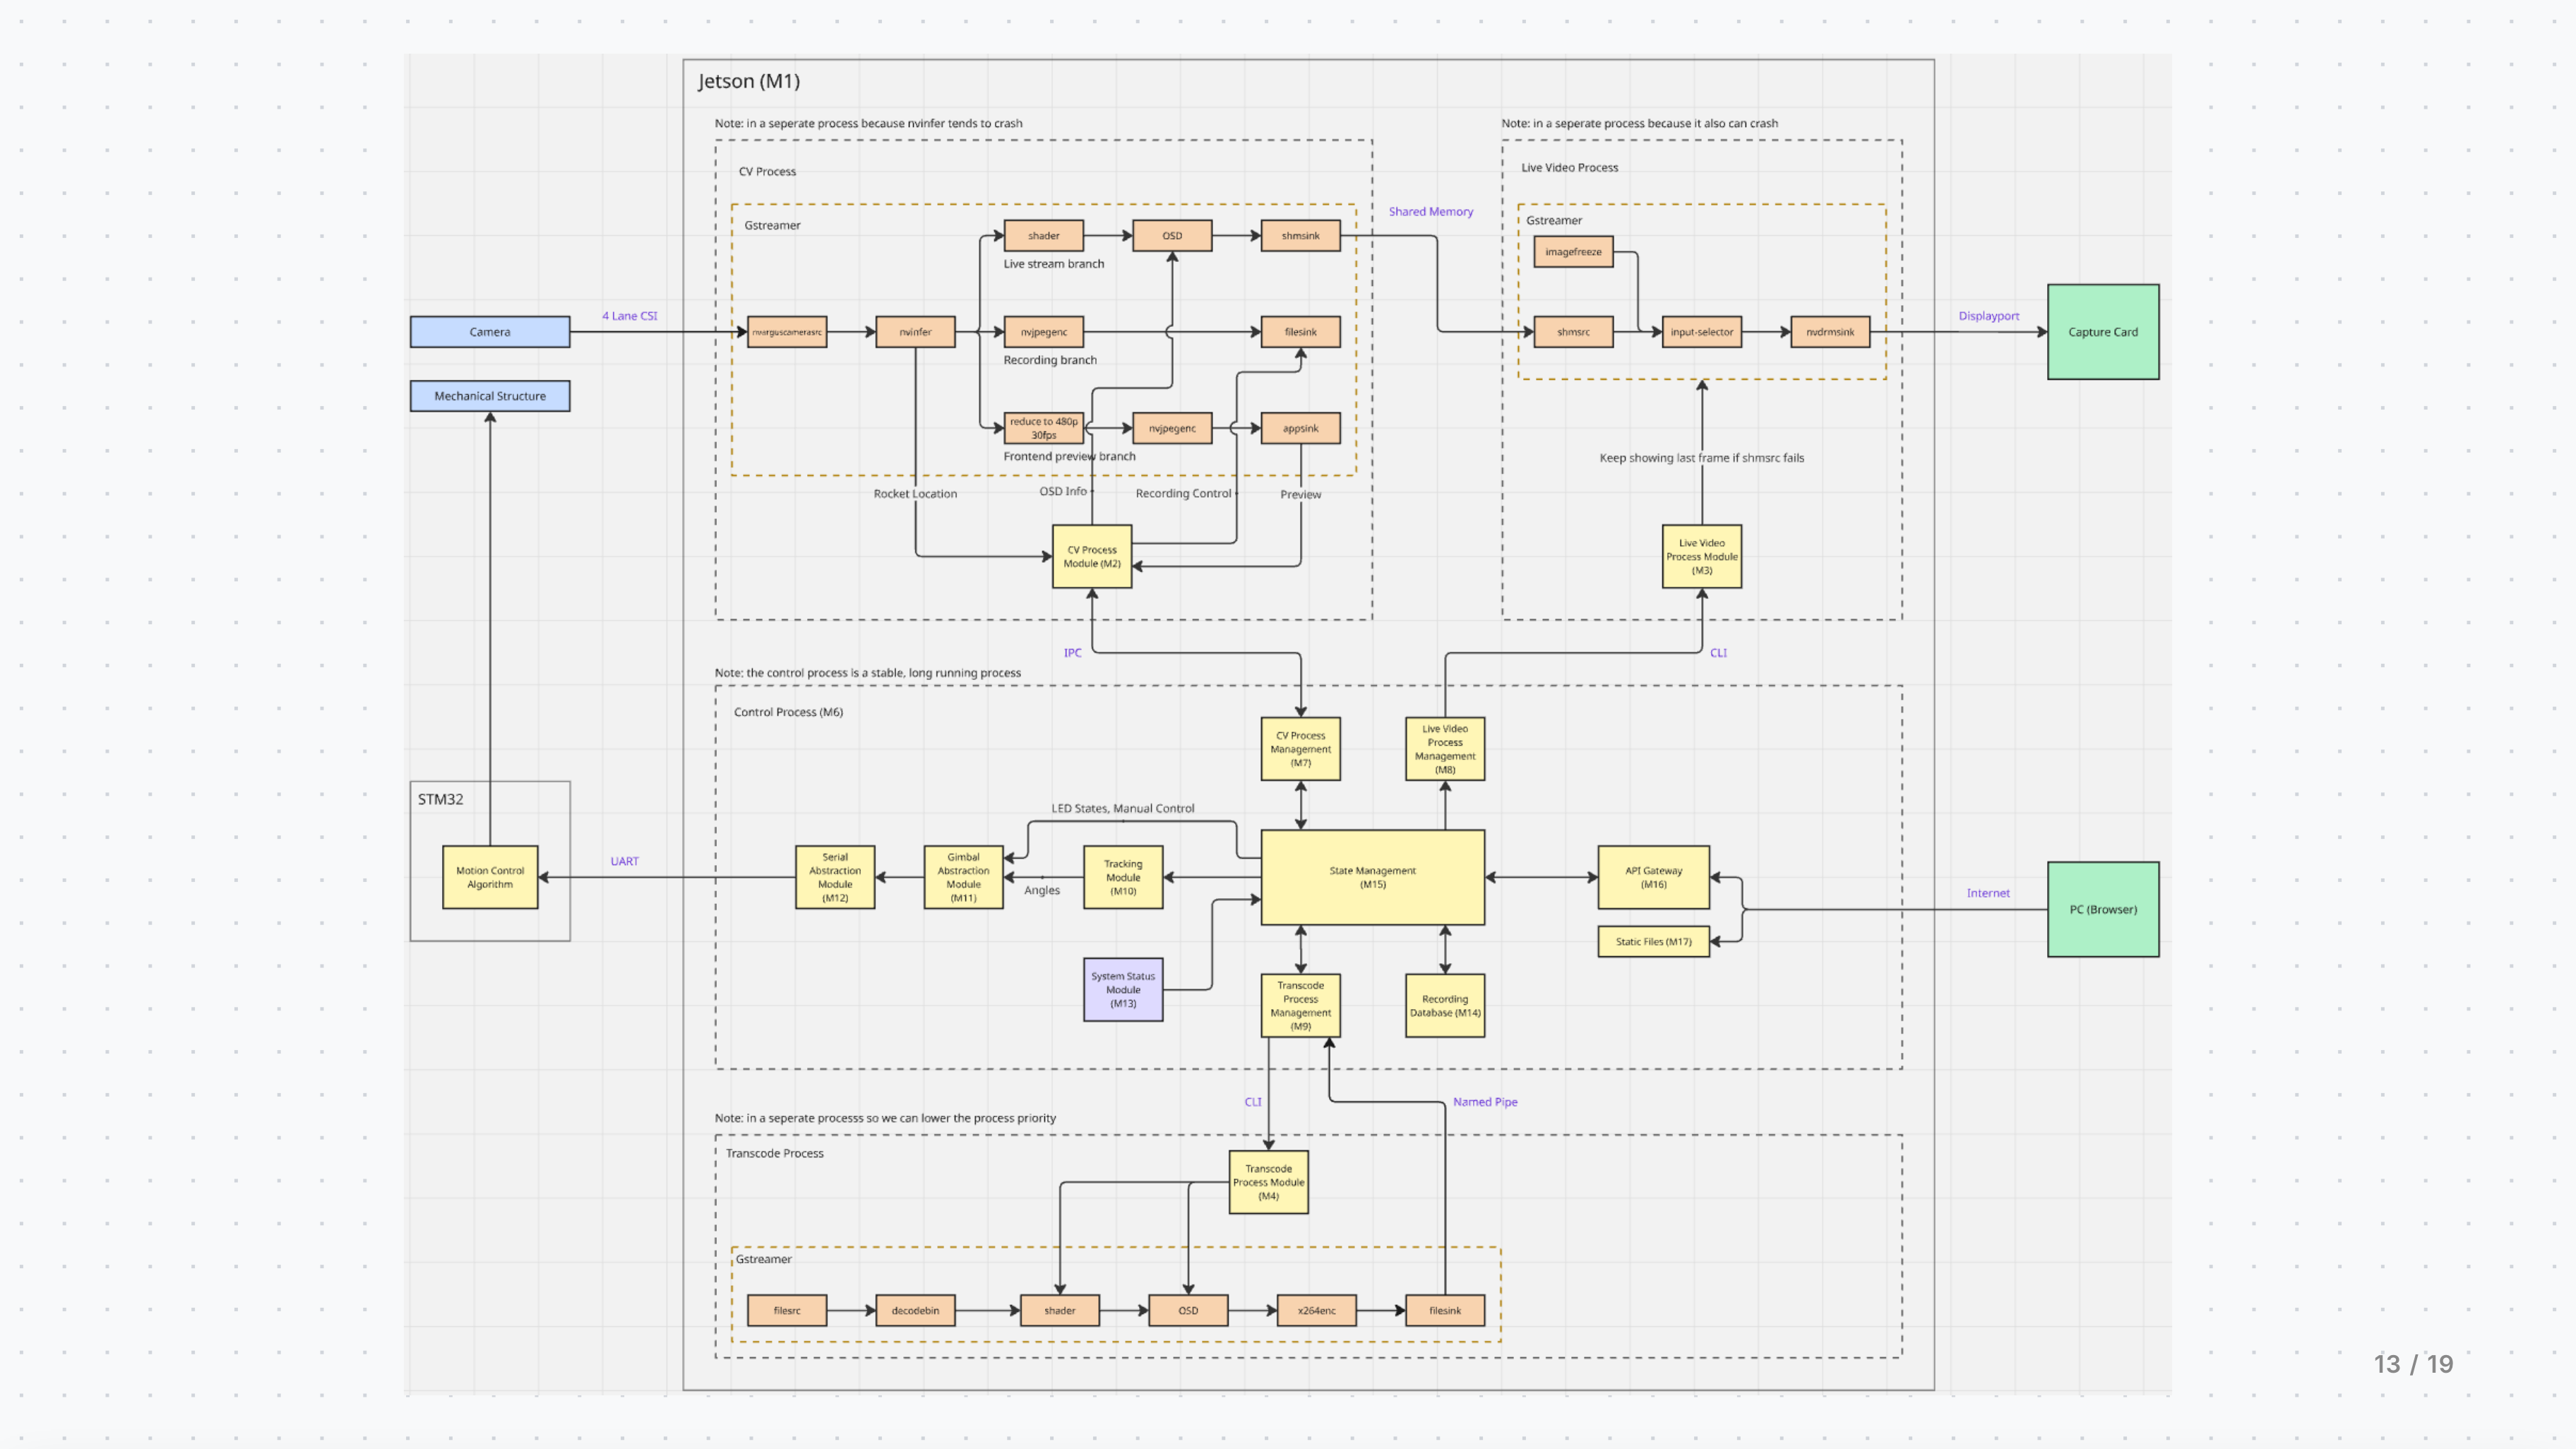 Jetson (M1)
Note: in a seperate process because nvinfer tends to crash
CV Process
Gstreamer
shader
OSD
shmsink
Live stream branch
Camera
4 Lane CSI
nvarguscamerasrc
nvinfer
nvjpegenc
filesink
Recording branch
Mechanical Structure
reduce to 480p
30fps
nvjpegenc
appsink
Frontend preview branch
Rocket Location
OSD Info
Recording Control
Preview
CV Process
Module (M2)
Shared Memory
Note: in a seperate process because it also can crash
Live Video Process
Gstreamer
imagefreeze
shmsrc
input-selector
nvdrmsink
Displayport
Capture Card
Keep showing last frame if shmsrc fails
Live Video
Process Module
(M3)
IPC
CLI
Note: the control process is a stable, long running process
Control Process (M6)
CV Process
Management
(M7)
Live Video
Process
Management
(M8)
STM32
Motion Control
Algorithm
UART
Serial
Abstraction
Module
(M12)
Gimbal
Abstraction
Module
(M11)
LED States, Manual Control
Angles
Tracking
Module
(M10)
State Management
(M15)
API Gateway
(M16)
Static Files (M17)
Internet
PC (Browser)
System Status
Module
(M13)
Transcode
Process
Management
(M9)
Recording
Database (M14)
CLI
Named Pipe
Note: in a seperate processs so we can lower the process priority
Transcode Process
Transcode
Process Module
(M4)
Gstreamer
filesrc
decodebin
shader
OSD
x264enc
filesink
13 / 19